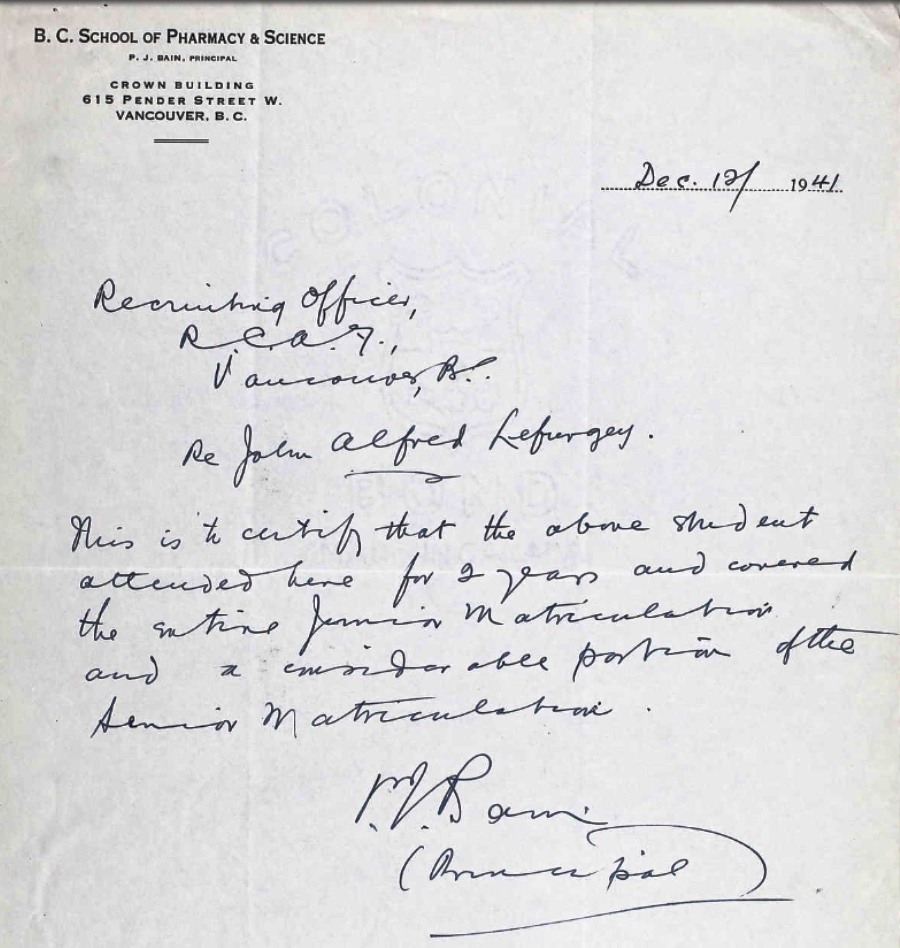 B. C. SCHOOL OF PHARMACY & SCIENCE
P. J. BAIN, PRINCIPAL
CROWN BUILDING
615 PENDER STREET W.
VANCOUVER, B. C.
Dec. 12/ 1941
Recruiting Officer,
R.C.A.F.,
Vancouver, B.C.
Re John Alfred Lefurgey.
This is to certify that the above student
attended here for 2 years and covered
the entire Junior Matriculation
and a considerable portion of the
Senior Matriculation.
P.J. Bain
(Principal)